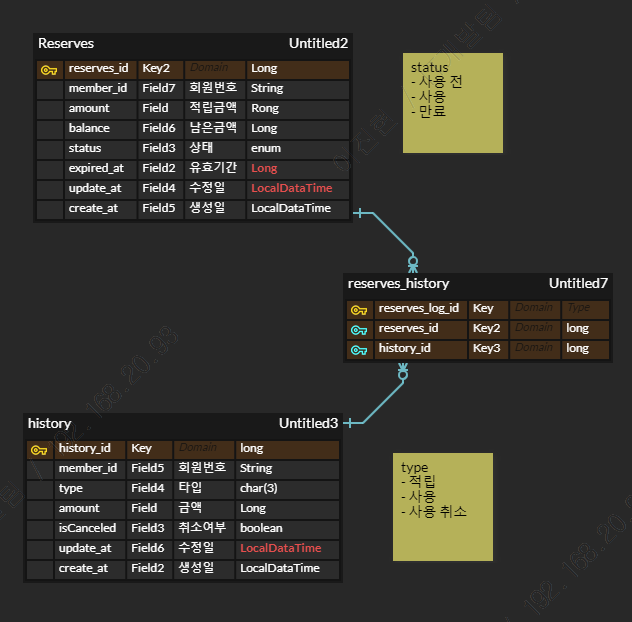 Reserves Untitled2
reserves_id Key2 Domain Long
member_id Field7 회원번호 String
amount Field 적립금액 Rong
balance Field6 남은금액 Long
status Field3 상태 enum
expired_at Field2 유효기간 Long
update_at Field4 수정일 LocalDataTime
create_at Field5 생성일 LocalDataTime
status
- 사용 전
- 사용
- 만료
reserves_history Untitled7
reserves_log_id Key Domain Type
reserves_id Key2 Domain long
history_id Key3 Domain long
history Untitled3
history_id Key Domain long
member_id Field5 회원번호 String
type Field4 타입 char(3)
amount Field 금액 Long
isCanceled Field3 취소여부 boolean
update_at Field6 수정일 LocalDataTime
create_at Field2 생성일 LocalDataTime
type
- 적립
- 사용
- 사용 취소